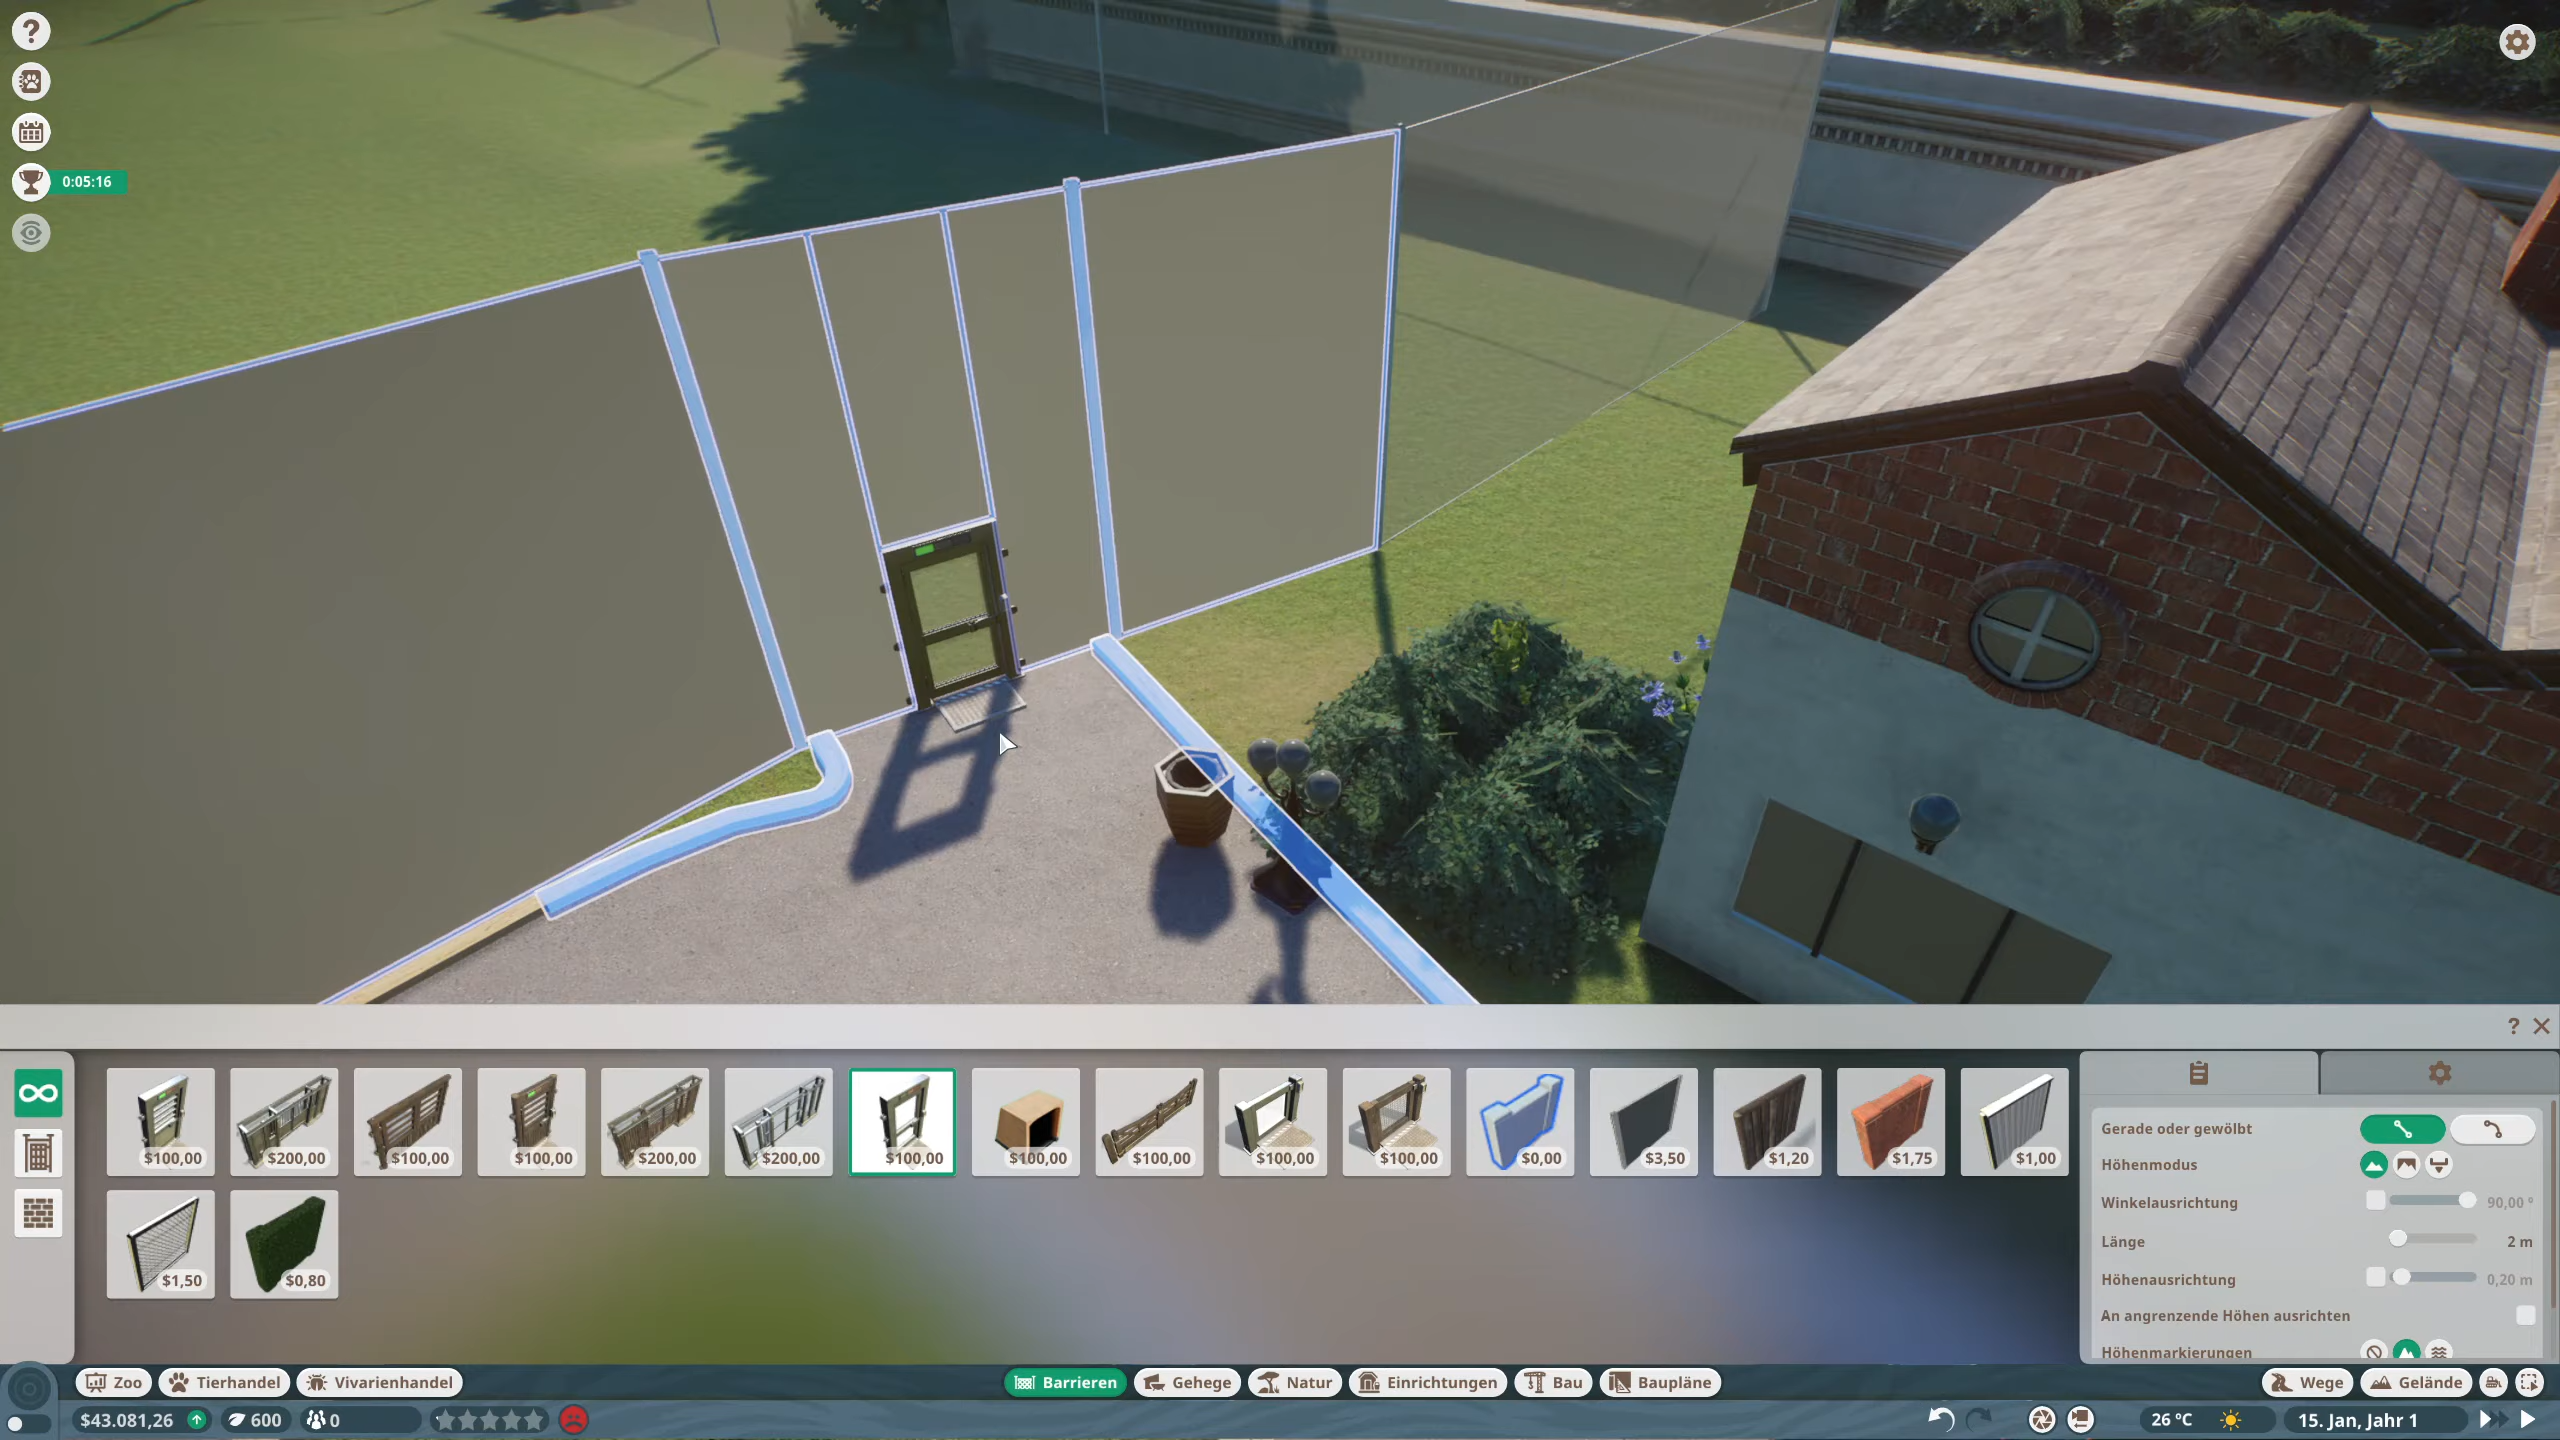 ?
0:05:16
?
$100,00
$200,00
$100,00
$100,00
$200,00
$200,00
$100,00
$100,00
$100,00
$100,00
$100,00
$0,00
$3,50
$1,20
$1,75
$1,00
$1,50
$0,80
Gerade oder gewölbt
Höhenmodus
Winkelausrichtung 90,00 °
Länge 2 m
Höhenausrichtung 0,20 m
An angrenzende Höhen ausrichten
Höhenmarkierungen
Zoo
Tierhandel
Vivarienhandel
Barrieren
Gehege
Natur
Einrichtungen
Bau
Baupläne
Wege
Gelände
$43.081,26
600
0
26 °C
15. Jan, Jahr 1